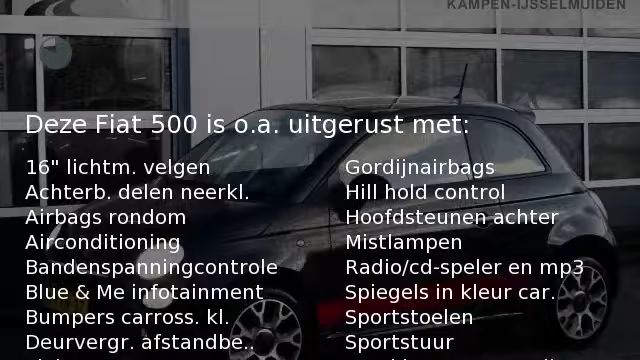 KAMPEN-IJSSELMUIDEN
Deze Fiat 500 is o.a. uitgerust met:
16" lichtm. velgen
Achterb. delen neerkl.
Airbags rondom
Airconditioning
Bandenspanningcontrole
Blue & Me infotainment
Bumpers carross. kl.
Deurvergr. afstandbe..
Gordijnairbags
Hill hold control
Hoofdsteunen achter
Mistlampen
Radio/cd-speler en mp3
Spiegels in kleur car.
Sportstoelen
Sportstuur